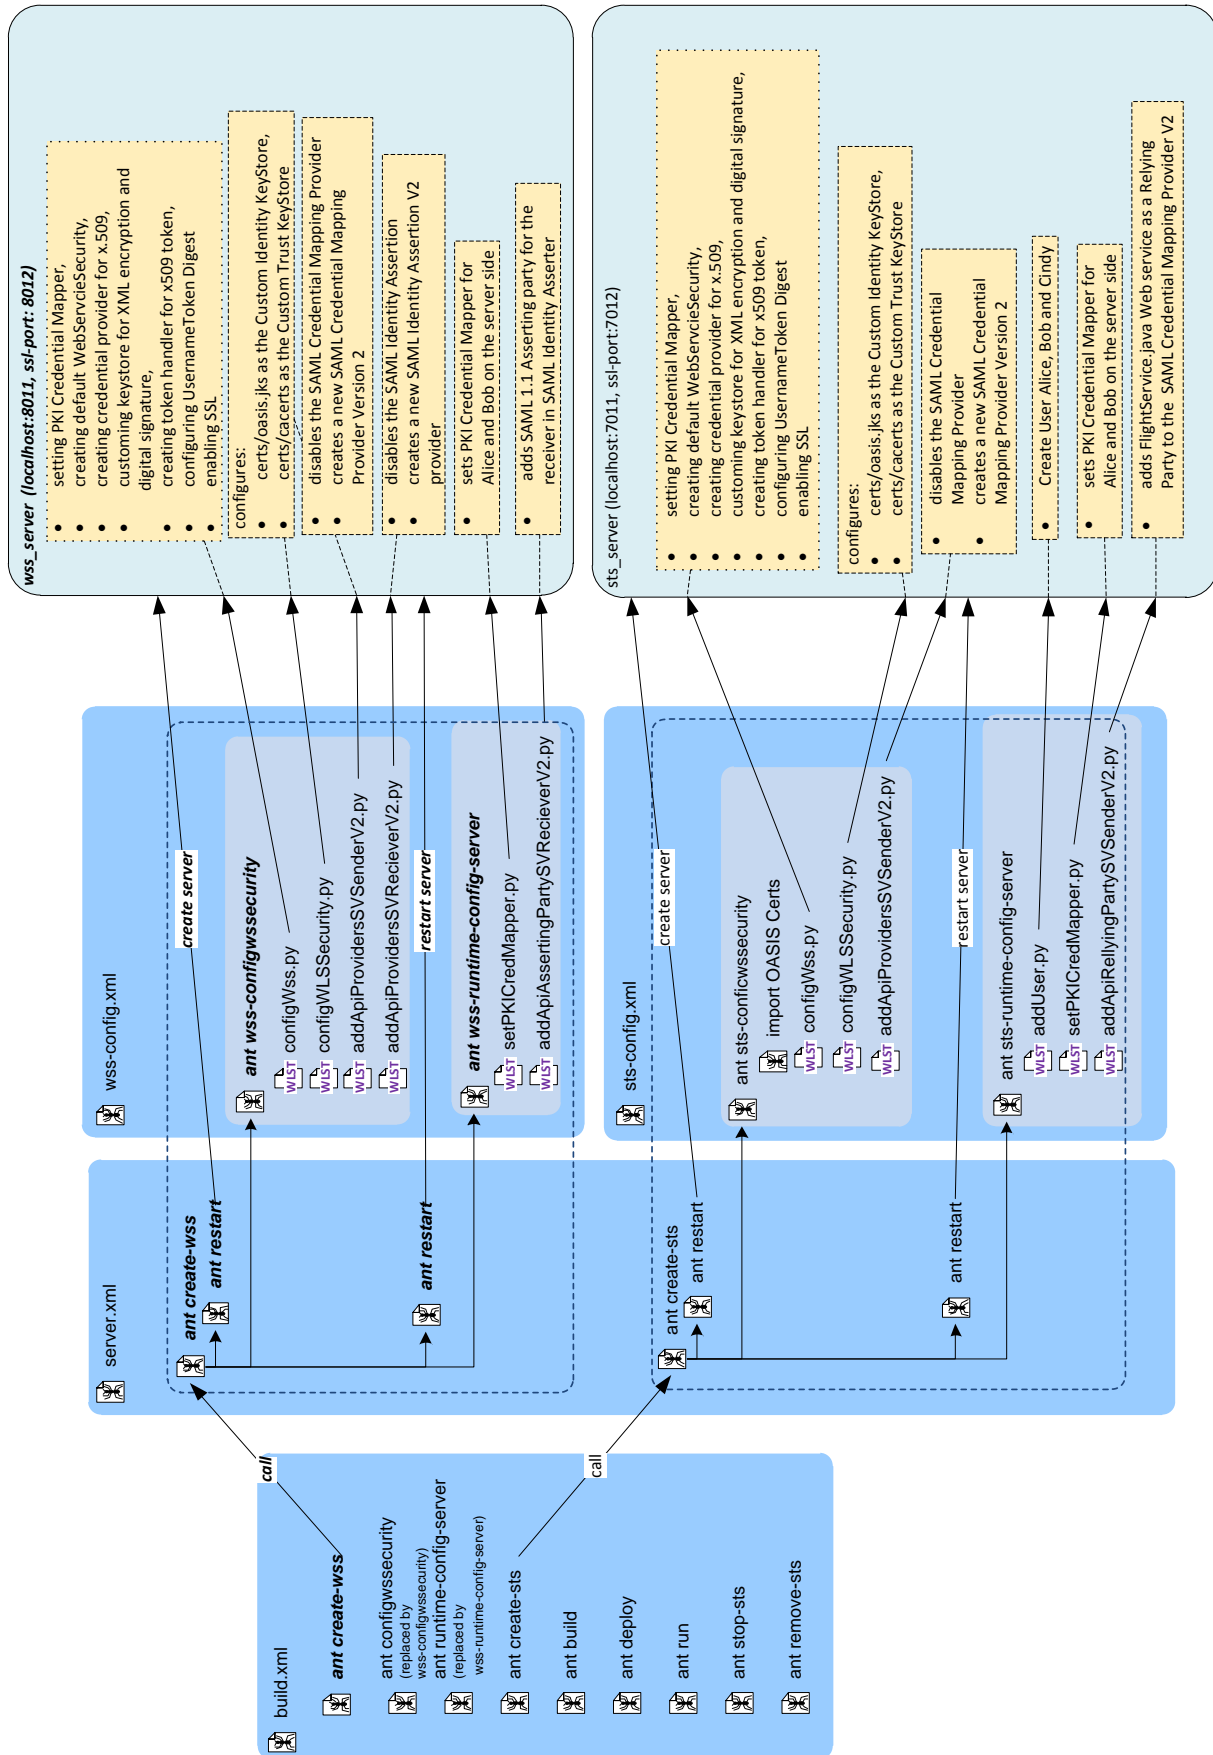 build.xml
ant create-wss
ant configwssecurity
(replaced by
wss-configwssecurity)
ant runtime-config-server
(replaced by
wss-runtime-config-server)
ant create-sts
ant build
ant deploy
ant run
ant stop-sts
ant remove-sts
call
call
server.xml
ant create-wss
ant restart
ant restart
ant create-sts
ant restart
ant restart
wss-config.xml
create server
ant wss-configwssecurity
WLST configWss.py
WLST configWLSSecurity.py
WLST addApiProvidersSVSenderV2.py
WLST addApiProvidersSVRecieverV2.py
restart server
ant wss-runtime-config-server
WLST setPKICredMapper.py
WLST addApiAssertingPartySVRecieverV2.py
sts-config.xml
create server
ant sts-conficwssecurity
import OASIS Certs
WLST configWss.py
WLST configWLSSecurity.py
WLST addApiProvidersSVSenderV2.py
restart server
ant sts-runtime-config-server
WLST addUser.py
WLST setPKICredMapper.py
WLST addApiRellyingPartySVSenderV2.py
wss_server (localhost:8011, ssl-port: 8012)
• setting PKI Credential Mapper,
• creating default WebServcieSecurity,
• creating credential provider for x.509,
• customing keystore for XML encryption and
digital signature,
• creating token handler for x509 token,
• configuring UsernameToken Digest
• enabling SSL
configures:
• certs/oasis.jks as the Custom Identity KeyStore,
• certs/cacerts as the Custom Trust KeyStore
• disables the SAML Credential Mapping Provider
• creates a new SAML Credential Mapping
Provider Version 2
• disables the SAML Identity Assertion
• creates a new SAML Identity Assertion V2
provider
• sets PKI Credential Mapper for
Alice and Bob on the server side
• adds SAML 1.1 Asserting party for the
receiver in SAML Identity Asserter
sts_server (localhost:7011, ssl-port:7012)
• setting PKI Credential Mapper,
• creating default WebServcieSecurity,
• creating credential provider for x.509,
• customing keystore for XML encryption and digital signature,
• creating token handler for x509 token,
• configuring UsernameToken Digest
• enabling SSL
configures:
• certs/oasis.jks as the Custom Identity KeyStore,
• certs/cacerts as the Custom Trust KeyStore
• disables the SAML Credential
Mapping Provider
• creates a new SAML Credential
Mapping Provider Version 2
• Create User Alice, Bob and Cindy
• sets PKI Credential Mapper for
Alice and Bob on the server side
• adds FlightService.java Web service as a Relying
Party to the SAML Credential Mapping Provider V2